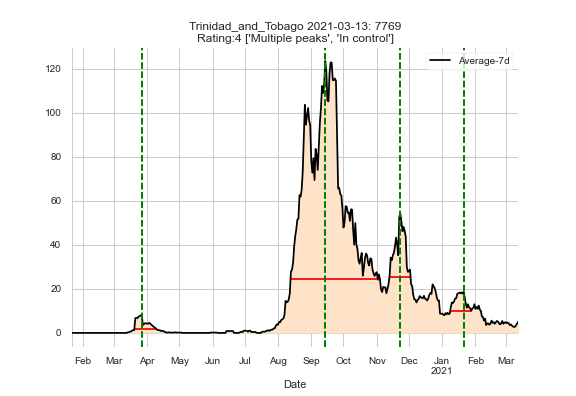 Trinidad_and_Tobago 2021-03-13: 7769
Rating:4 ['Multiple peaks', 'In control']
Average-7d
120
100
80
60
40
20
0
Feb Mar Apr May Jun Jul Aug Sep Oct Nov Dec Jan Feb Mar
2021
Date